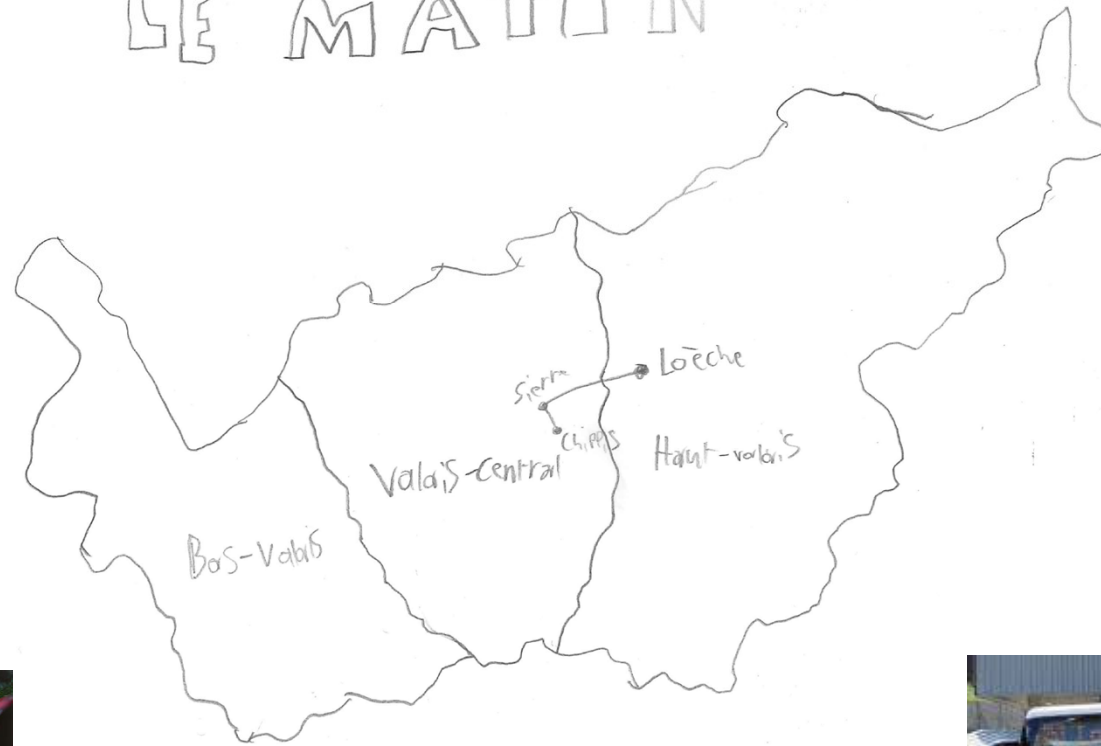 LE MATIN
Sierre
Loèche
Chippis
Valais-Central
Haut-valais
Bas-Valais